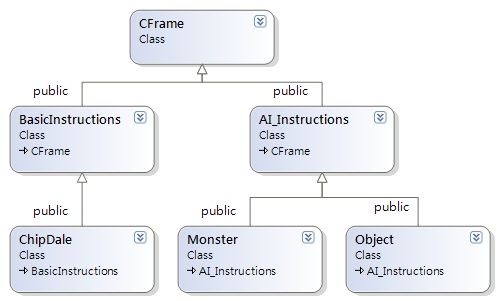 CFrame
Class
public
public
BasicInstructions
Class
CFrame
AI_Instructions
Class
CFrame
public
public
public
ChipDale
Class
BasicInstructions
Monster
Class
AI_Instructions
Object
Class
AI_Instructions